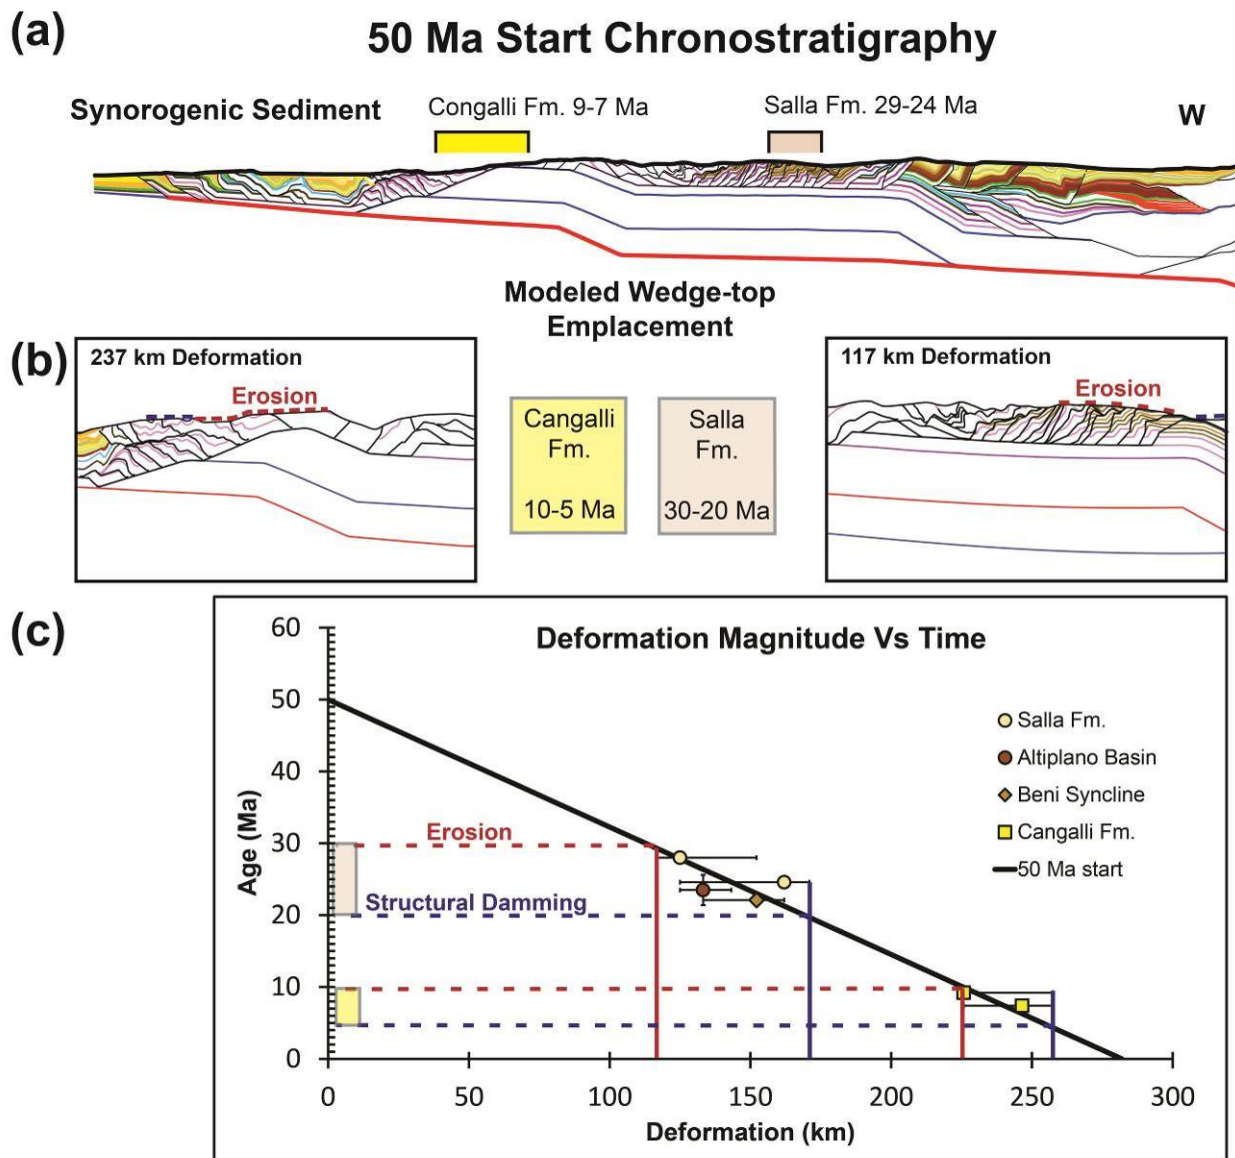 (a)
50 Ma Start Chronostratigraphy
Synorogenic Sediment
Congalli Fm. 9-7 Ma
Salla Fm. 29-24 Ma
W
Modeled Wedge-top
Emplacement
(b)
237 km Deformation
Erosion
Cangalli
Fm.
10-5 Ma
Salla
Fm.
30-20 Ma
117 km Deformation
Erosion
(c)
Deformation Magnitude Vs Time
60
50
40
30
20
10
0
Age (Ma)
Erosion
Structural Damming
Salla Fm.
Altiplano Basin
Beni Syncline
Cangalli Fm.
50 Ma start
0
50
100
150
200
250
300
Deformation (km)